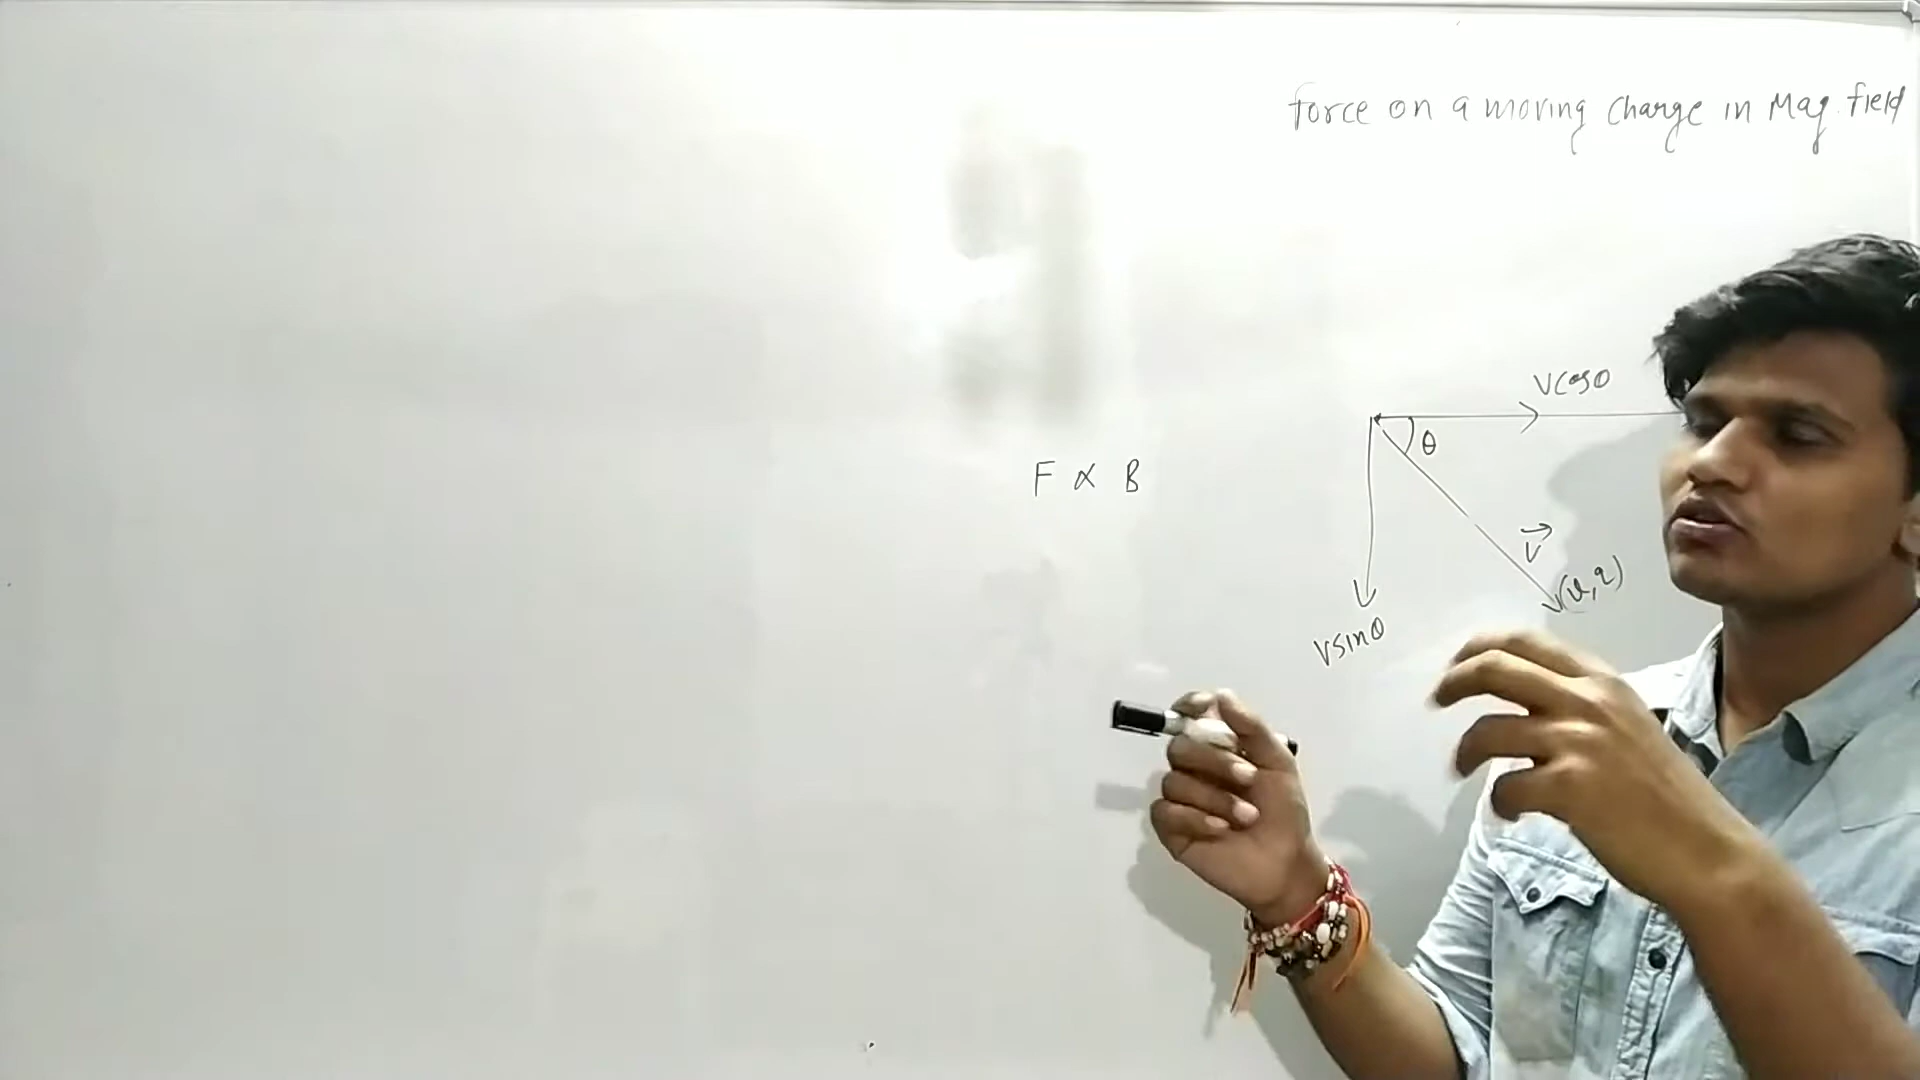 Force on a moving charge in Mag. field
vcosθ
θ
F ∝ B
v⃗
(v, q)
vsinθ